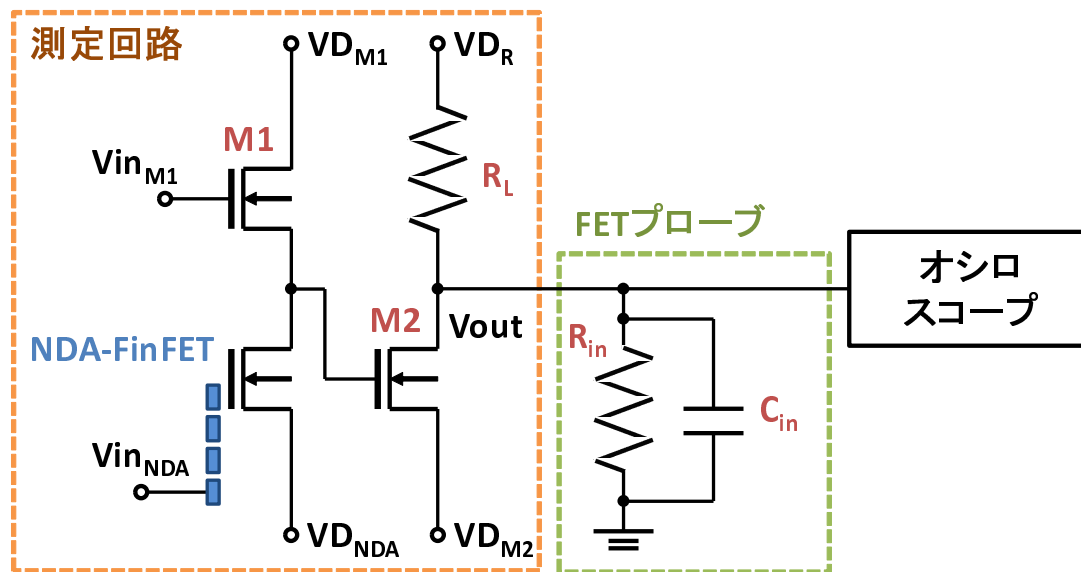 測定回路
VDM1
VDR
M1
VinM1
RL
FETプローブ
オシロ
スコープ
M2
Vout
NDA-FinFET
Rin
Cin
VinNDA
VDNDA
VDM2